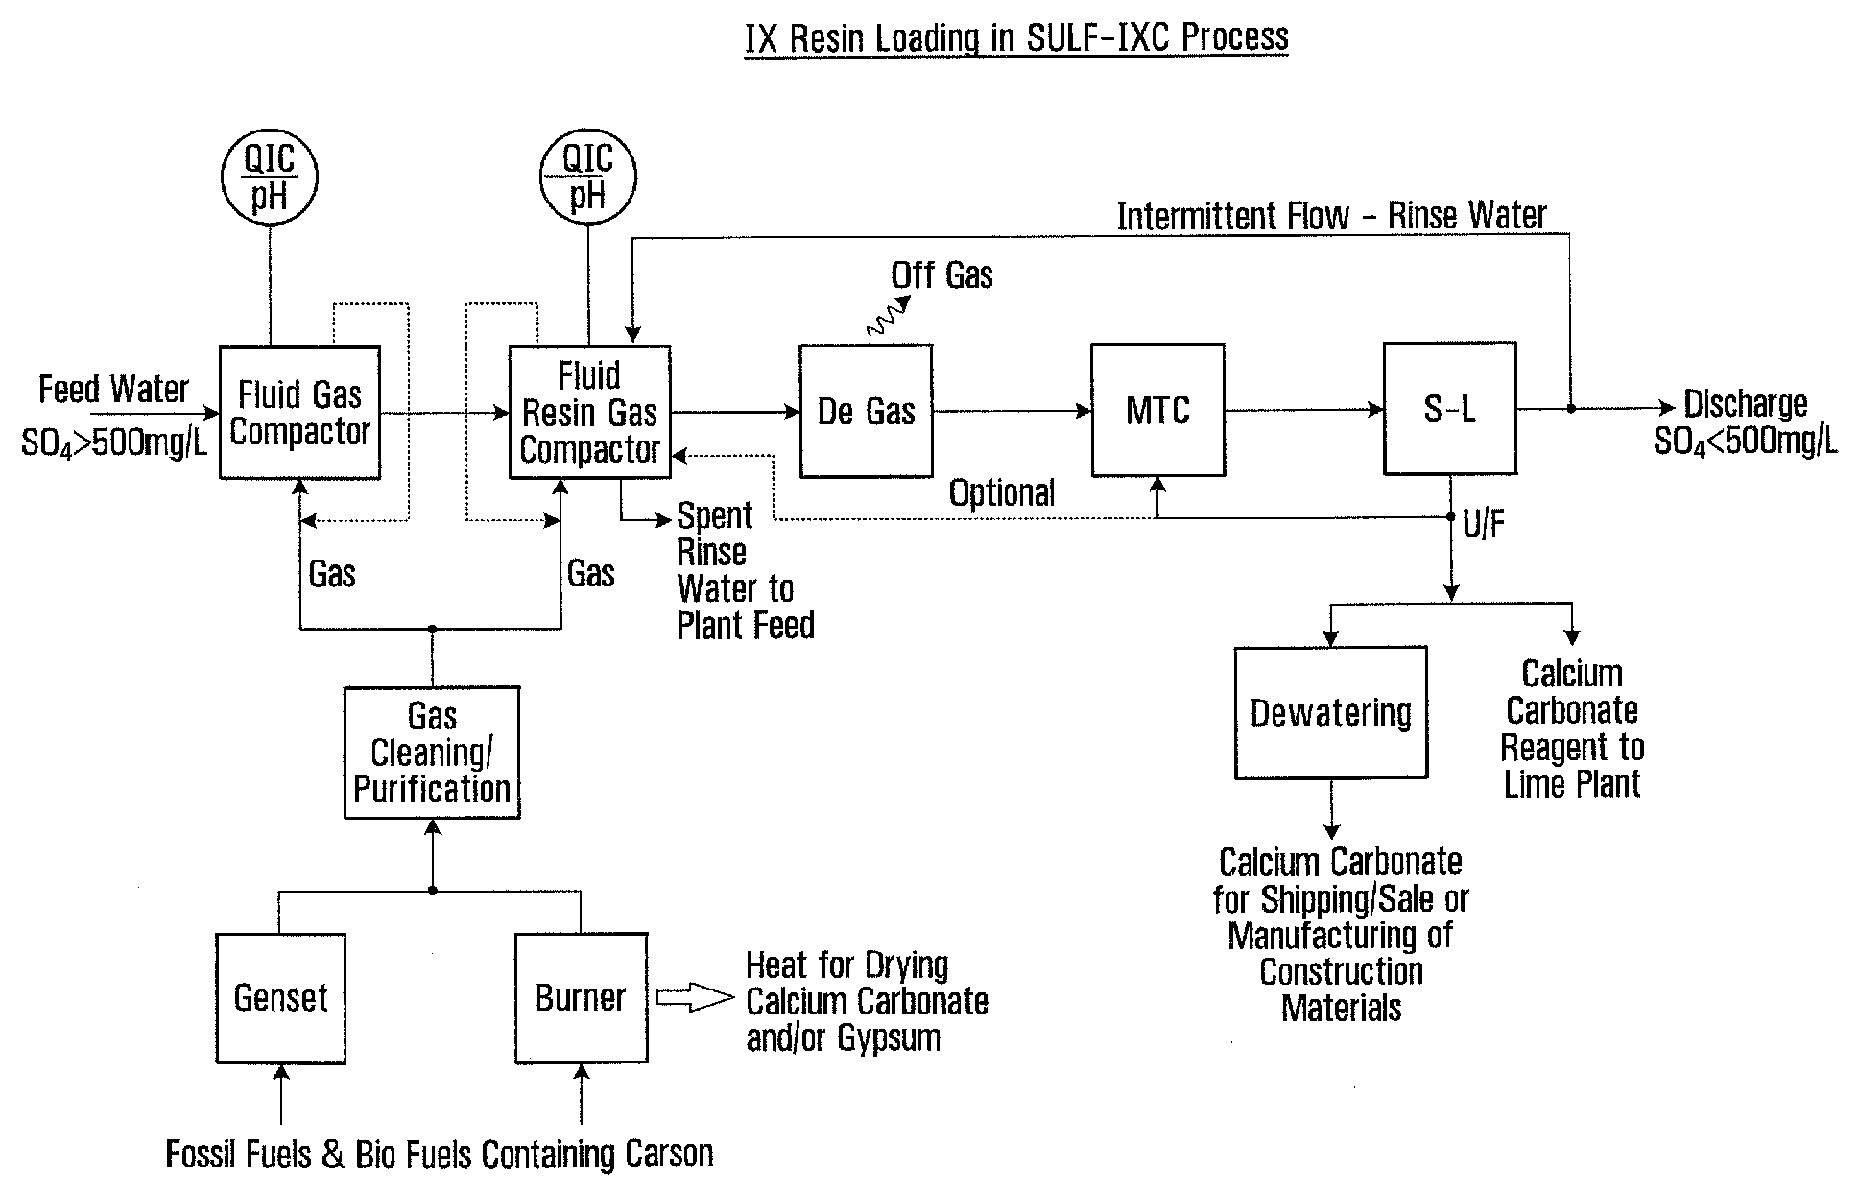 IX Resin Loading in SULF-IXC Process
QIC
pH
QIC
pH
Intermittent Flow - Rinse Water
Off Gas
Feed Water
SO₄>500mg/L
Fluid Gas
Compactor
Fluid
Resin Gas
Compactor
De Gas
MTC
S-L
Discharge
SO₄<500mg/L
Optional
U/F
Gas
Gas
Spent
Rinse
Water to
Plant Feed
Gas
Cleaning/
Purification
Dewatering
Calcium
Carbonate
Reagent to
Lime Plant
Calcium Carbonate
for Shipping/Sale or
Manufacturing of
Construction
Materials
Genset
Burner
Heat for Drying
Calcium Carbonate
and/or Gypsum
Fossil Fuels & Bio Fuels Containing Carson